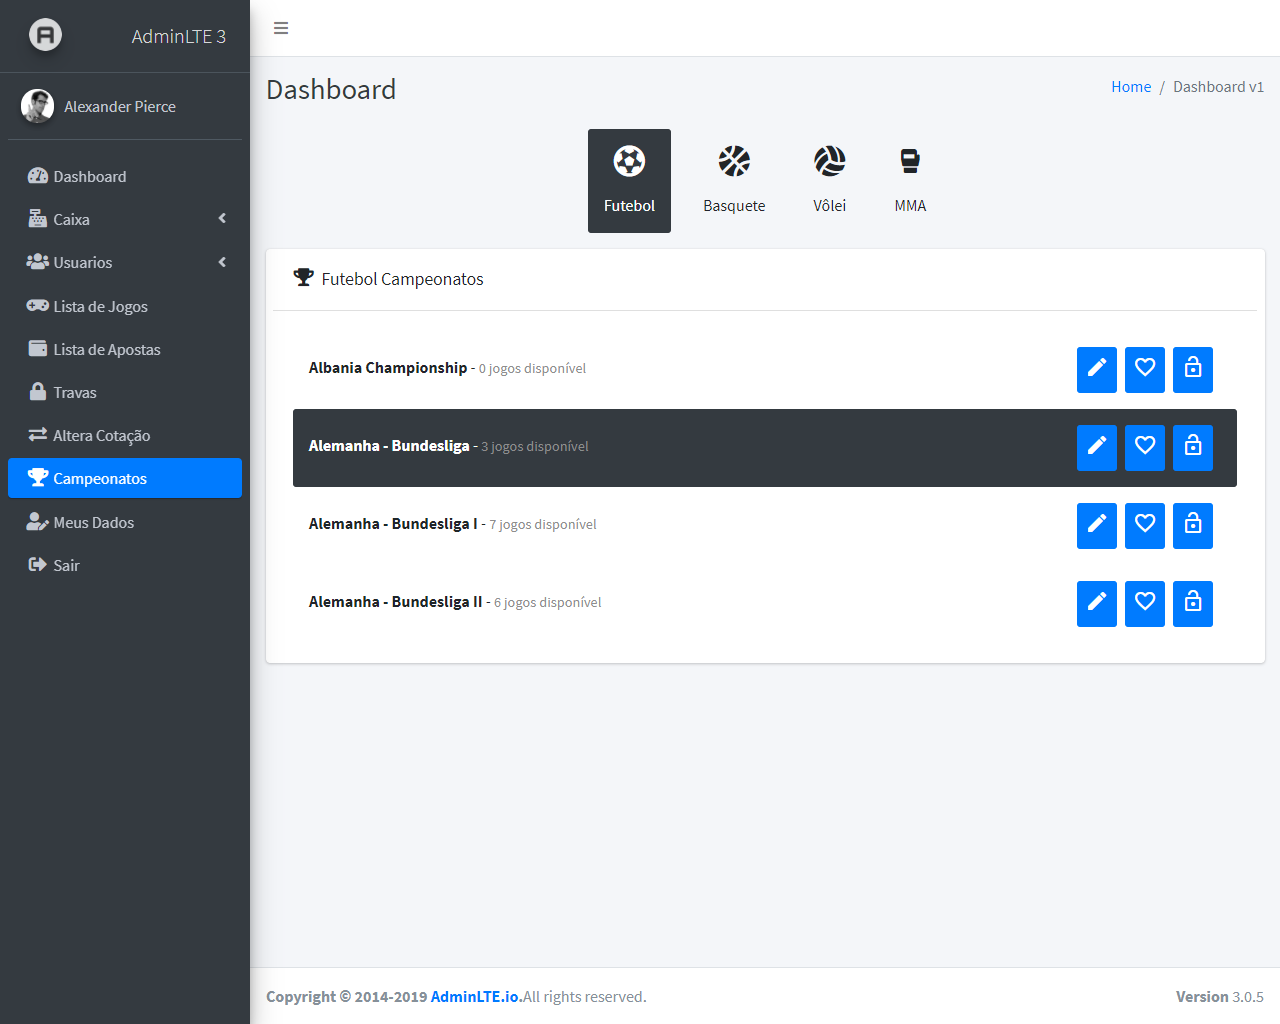 AdminLTE 3
Alexander Pierce
Dashboard
Caixa
Usuarios
Lista de Jogos
Lista de Apostas
Travas
Altera Cotação
Campeonatos
Meus Dados
Sair
Dashboard
Home / Dashboard v1
Futebol
Basquete
Vôlei
MMA
Futebol Campeonatos
Albania Championship - 0 jogos disponível
Alemanha - Bundesliga - 3 jogos disponível
Alemanha - Bundesliga I - 7 jogos disponível
Alemanha - Bundesliga II - 6 jogos disponível
Copyright © 2014-2019 AdminLTE.io.All rights reserved.
Version 3.0.5